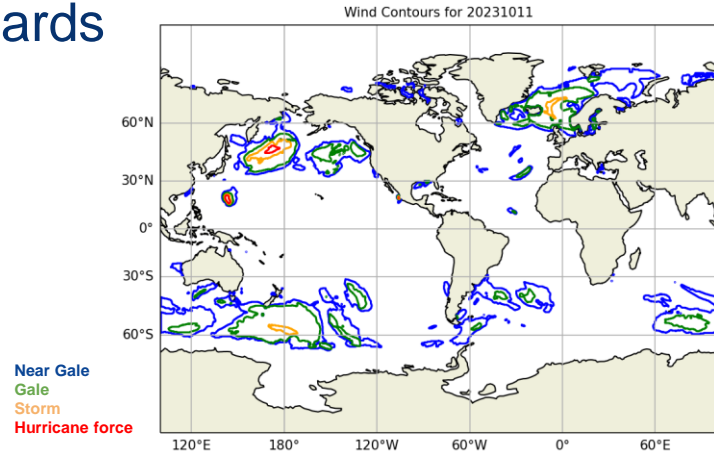 ards
Wind Contours for 20231011
60°N
30°N
0°
30°S
60°S
Near Gale
Gale
Storm
Hurricane force
120°E 180° 120°W 60°W 0° 60°E